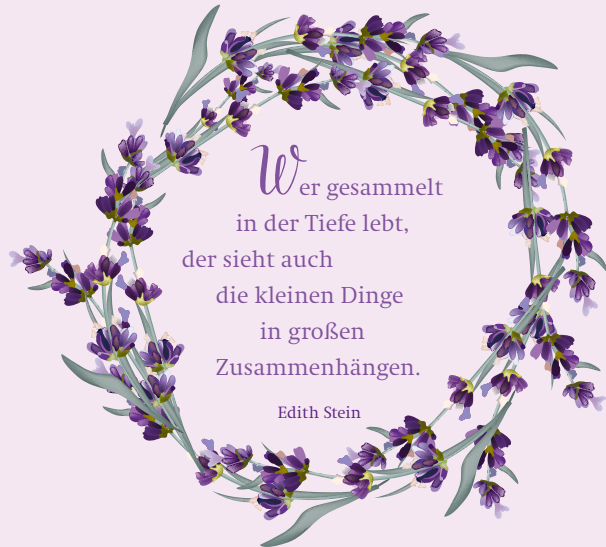 Wer gesammelt
in der Tiefe lebt,
der sieht auch
die kleinen Dinge
in großen
Zusammenhängen.
Edith Stein